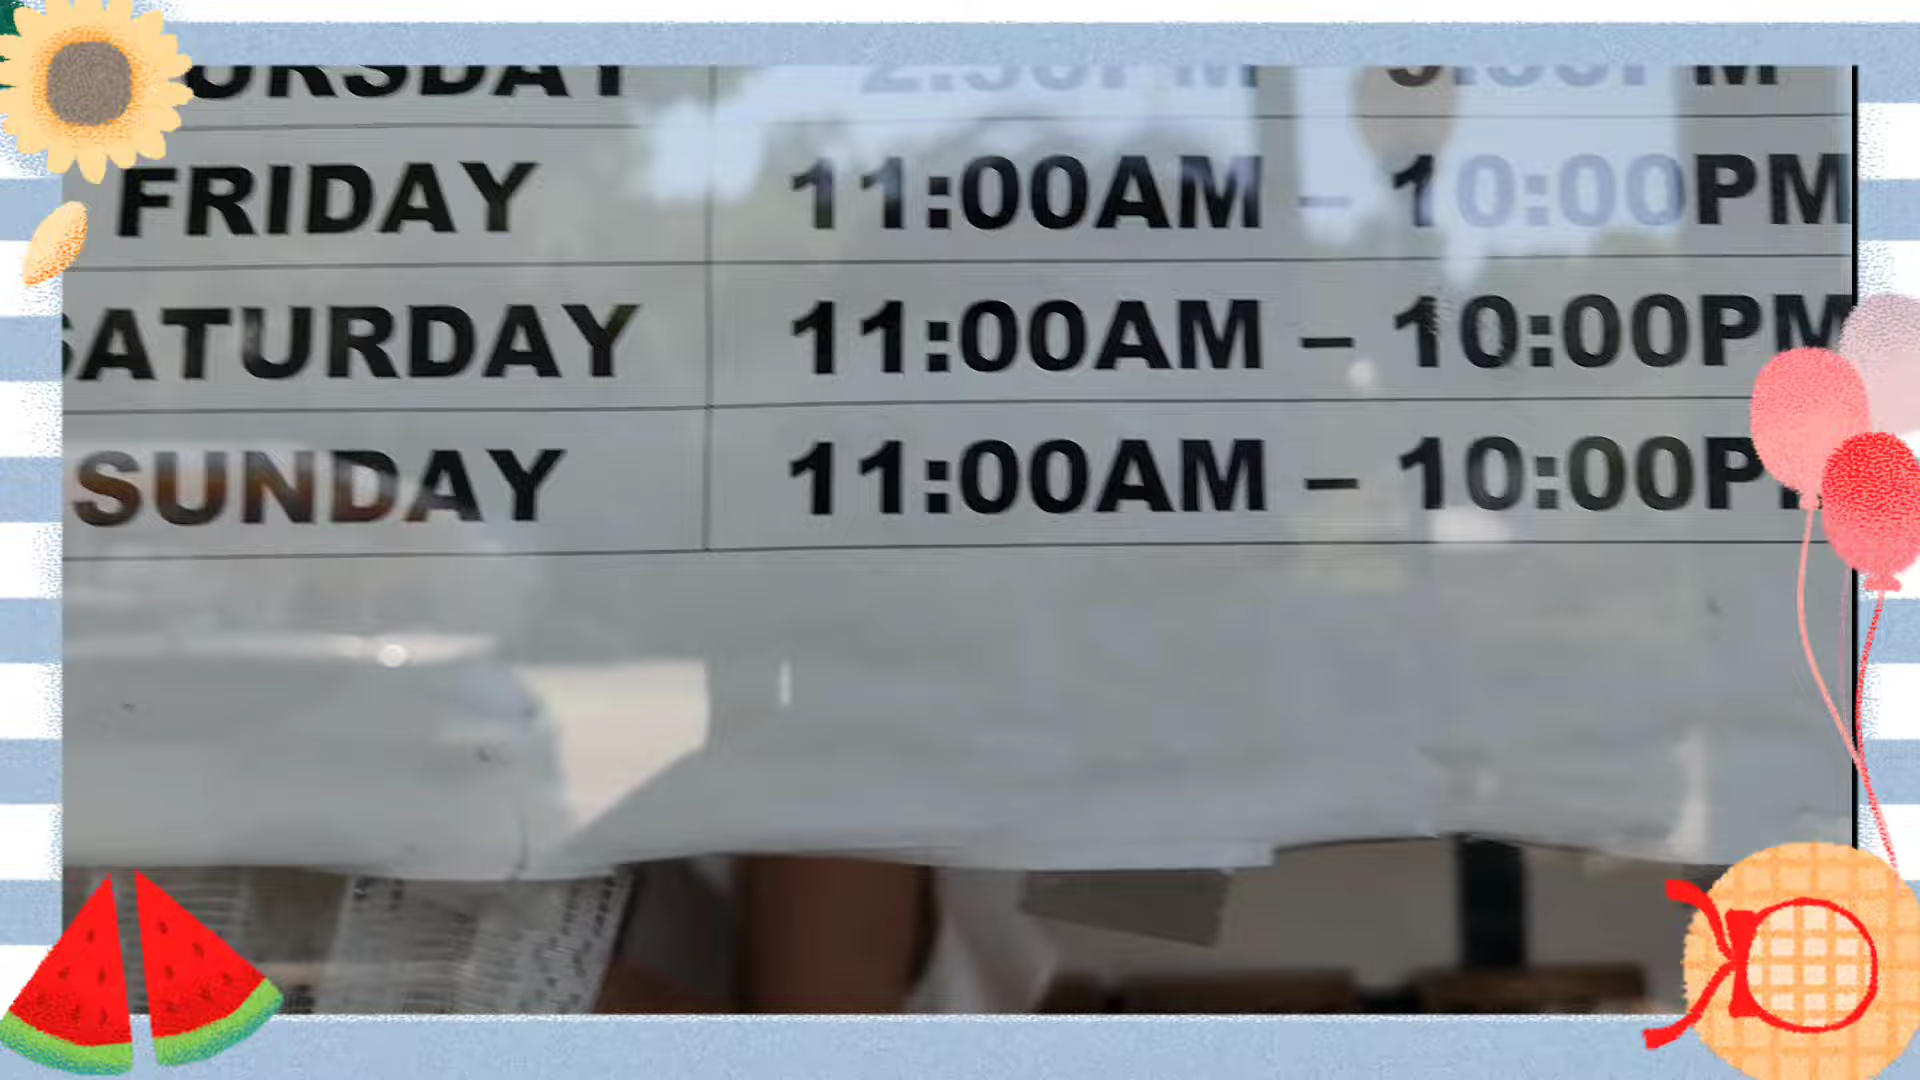 FRIDAY 11:00AM – 10:00PM
SATURDAY 11:00AM – 10:00PM
SUNDAY 11:00AM – 10:00P